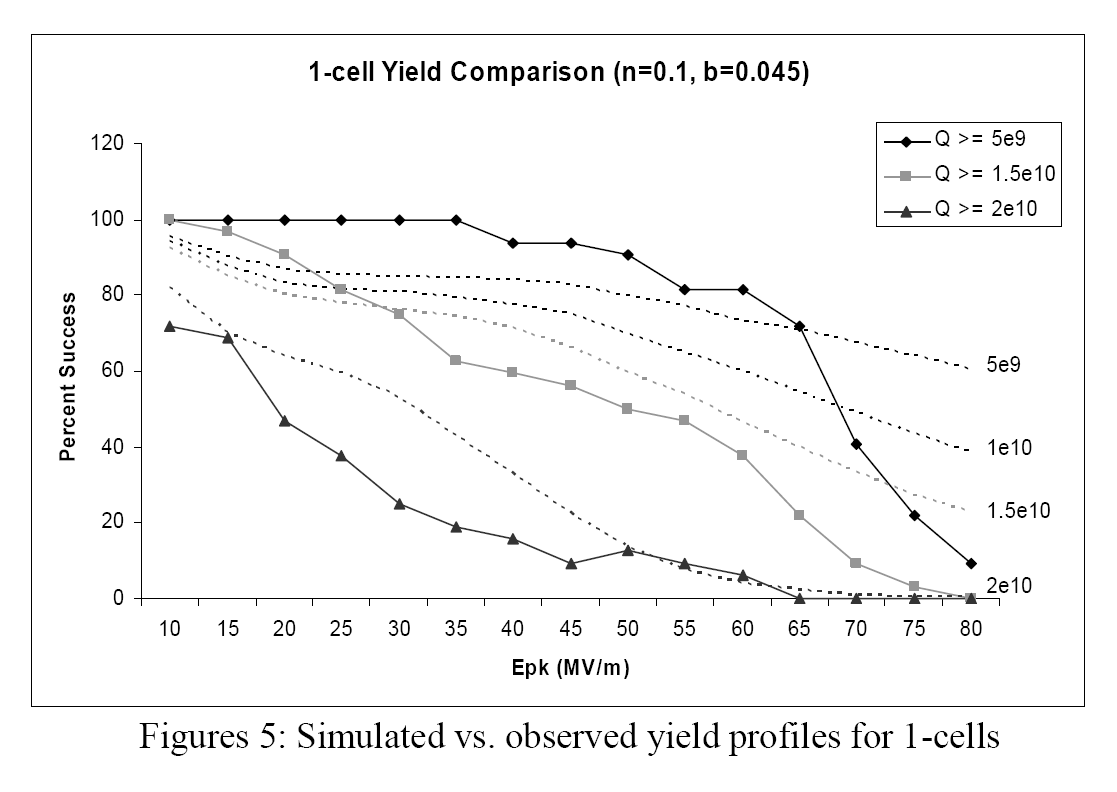 1-cell Yield Comparison (n=0.1, b=0.045)
120
100
80
60
40
20
0
Percent Success
Q >= 5e9
Q >= 1.5e10
Q >= 2e10
5e9
1e10
1.5e10
2e10
10 15 20 25 30 35 40 45 50 55 60 65 70 75 80
Epk (MV/m)
Figures 5: Simulated vs. observed yield profiles for 1-cells